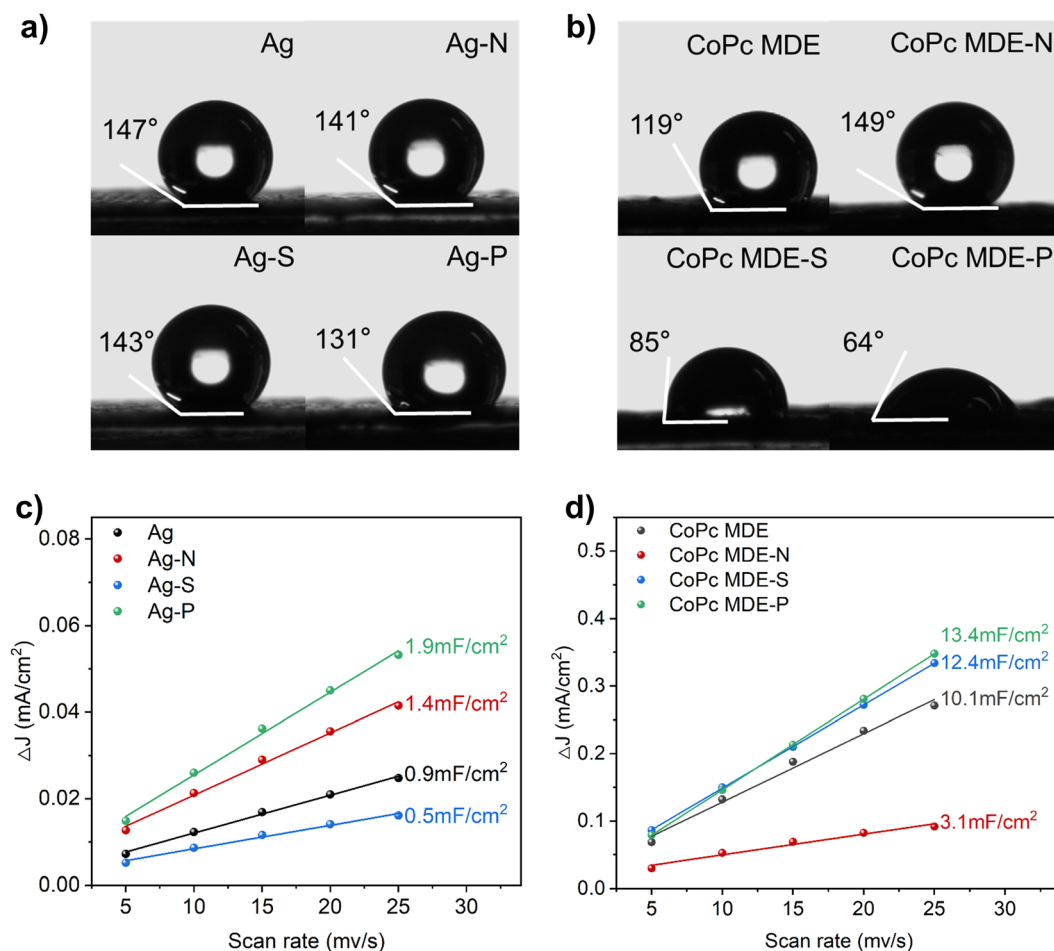 a)
Ag
Ag-N
147°
141°
Ag-S
Ag-P
143°
131°
b)
CoPc MDE
CoPc MDE-N
119°
149°
CoPc MDE-S
CoPc MDE-P
85°
64°
c)
0.08
0.06
0.04
0.02
0.00
△J (mA/cm²)
Ag
Ag-N
Ag-S
Ag-P
1.9mF/cm²
1.4mF/cm²
0.9mF/cm²
0.5mF/cm²
5 10 15 20 25 30
Scan rate (mv/s)
d)
0.5
0.4
0.3
0.2
0.1
0.0
△J (mA/cm²)
CoPc MDE
CoPc MDE-N
CoPc MDE-S
CoPc MDE-P
13.4mF/cm²
12.4mF/cm²
10.1mF/cm²
3.1mF/cm²
5 10 15 20 25 30
Scan rate (mv/s)